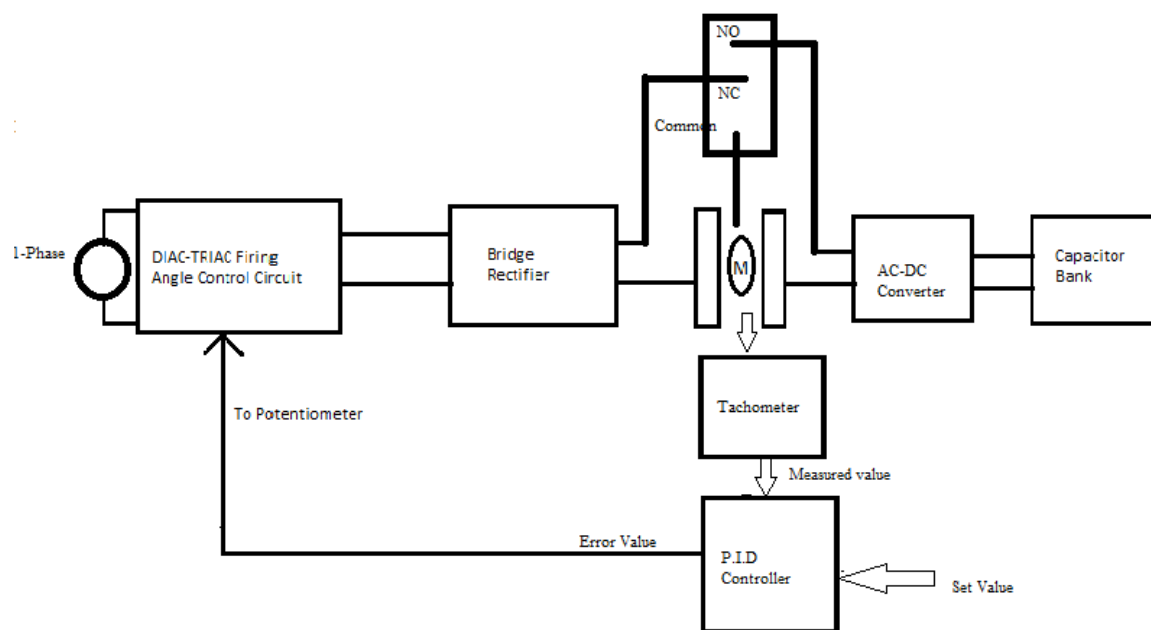 NO
NC
Common
1-Phase
DIAC-TRIAC Firing
Angle Control Circuit
Bridge
Rectifier
M
AC-DC
Converter
Capacitor
Bank
To Potentiometer
Tachometer
Measured value
Error Value
P.I.D
Controller
Set Value